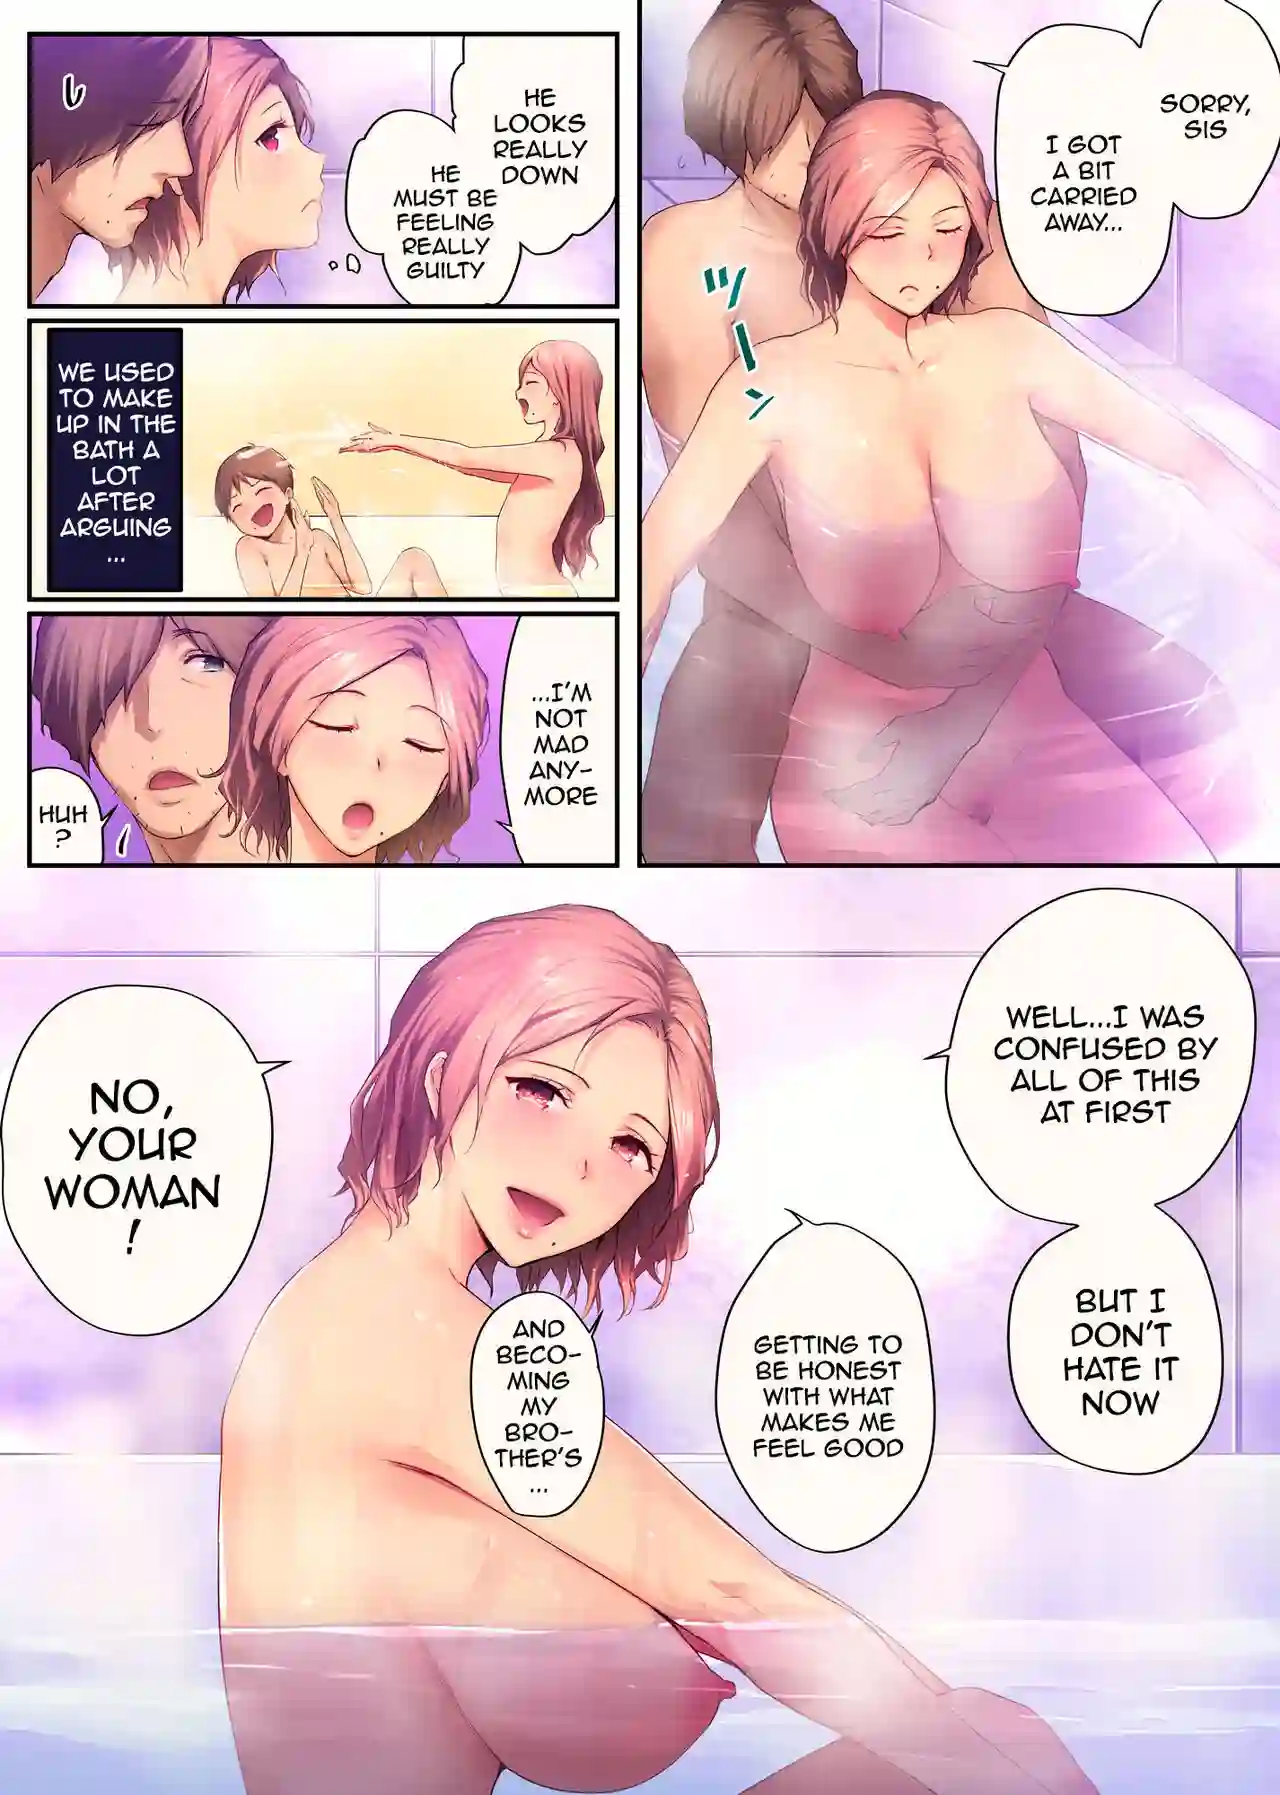 SORRY,
SIS
I GOT
A BIT
CARRIED
AWAY...
ツ
ー
ン
HE
LOOKS
REALLY
DOWN
HE
MUST BE
FEELING
REALLY
GUILTY
WE USED
TO MAKE
UP IN THE
BATH A
LOT
AFTER
ARGUING
...
...I'M
NOT
MAD
ANY-
MORE
HUH
?
WELL...I WAS
CONFUSED BY
ALL OF THIS
AT FIRST
BUT I
DON'T
HATE IT
NOW
GETTING TO
BE HONEST
WITH WHAT
MAKES ME
FEEL GOOD
AND
BECO-
MING
MY
BRO-
THER'S
...
NO,
YOUR
WOMAN
!